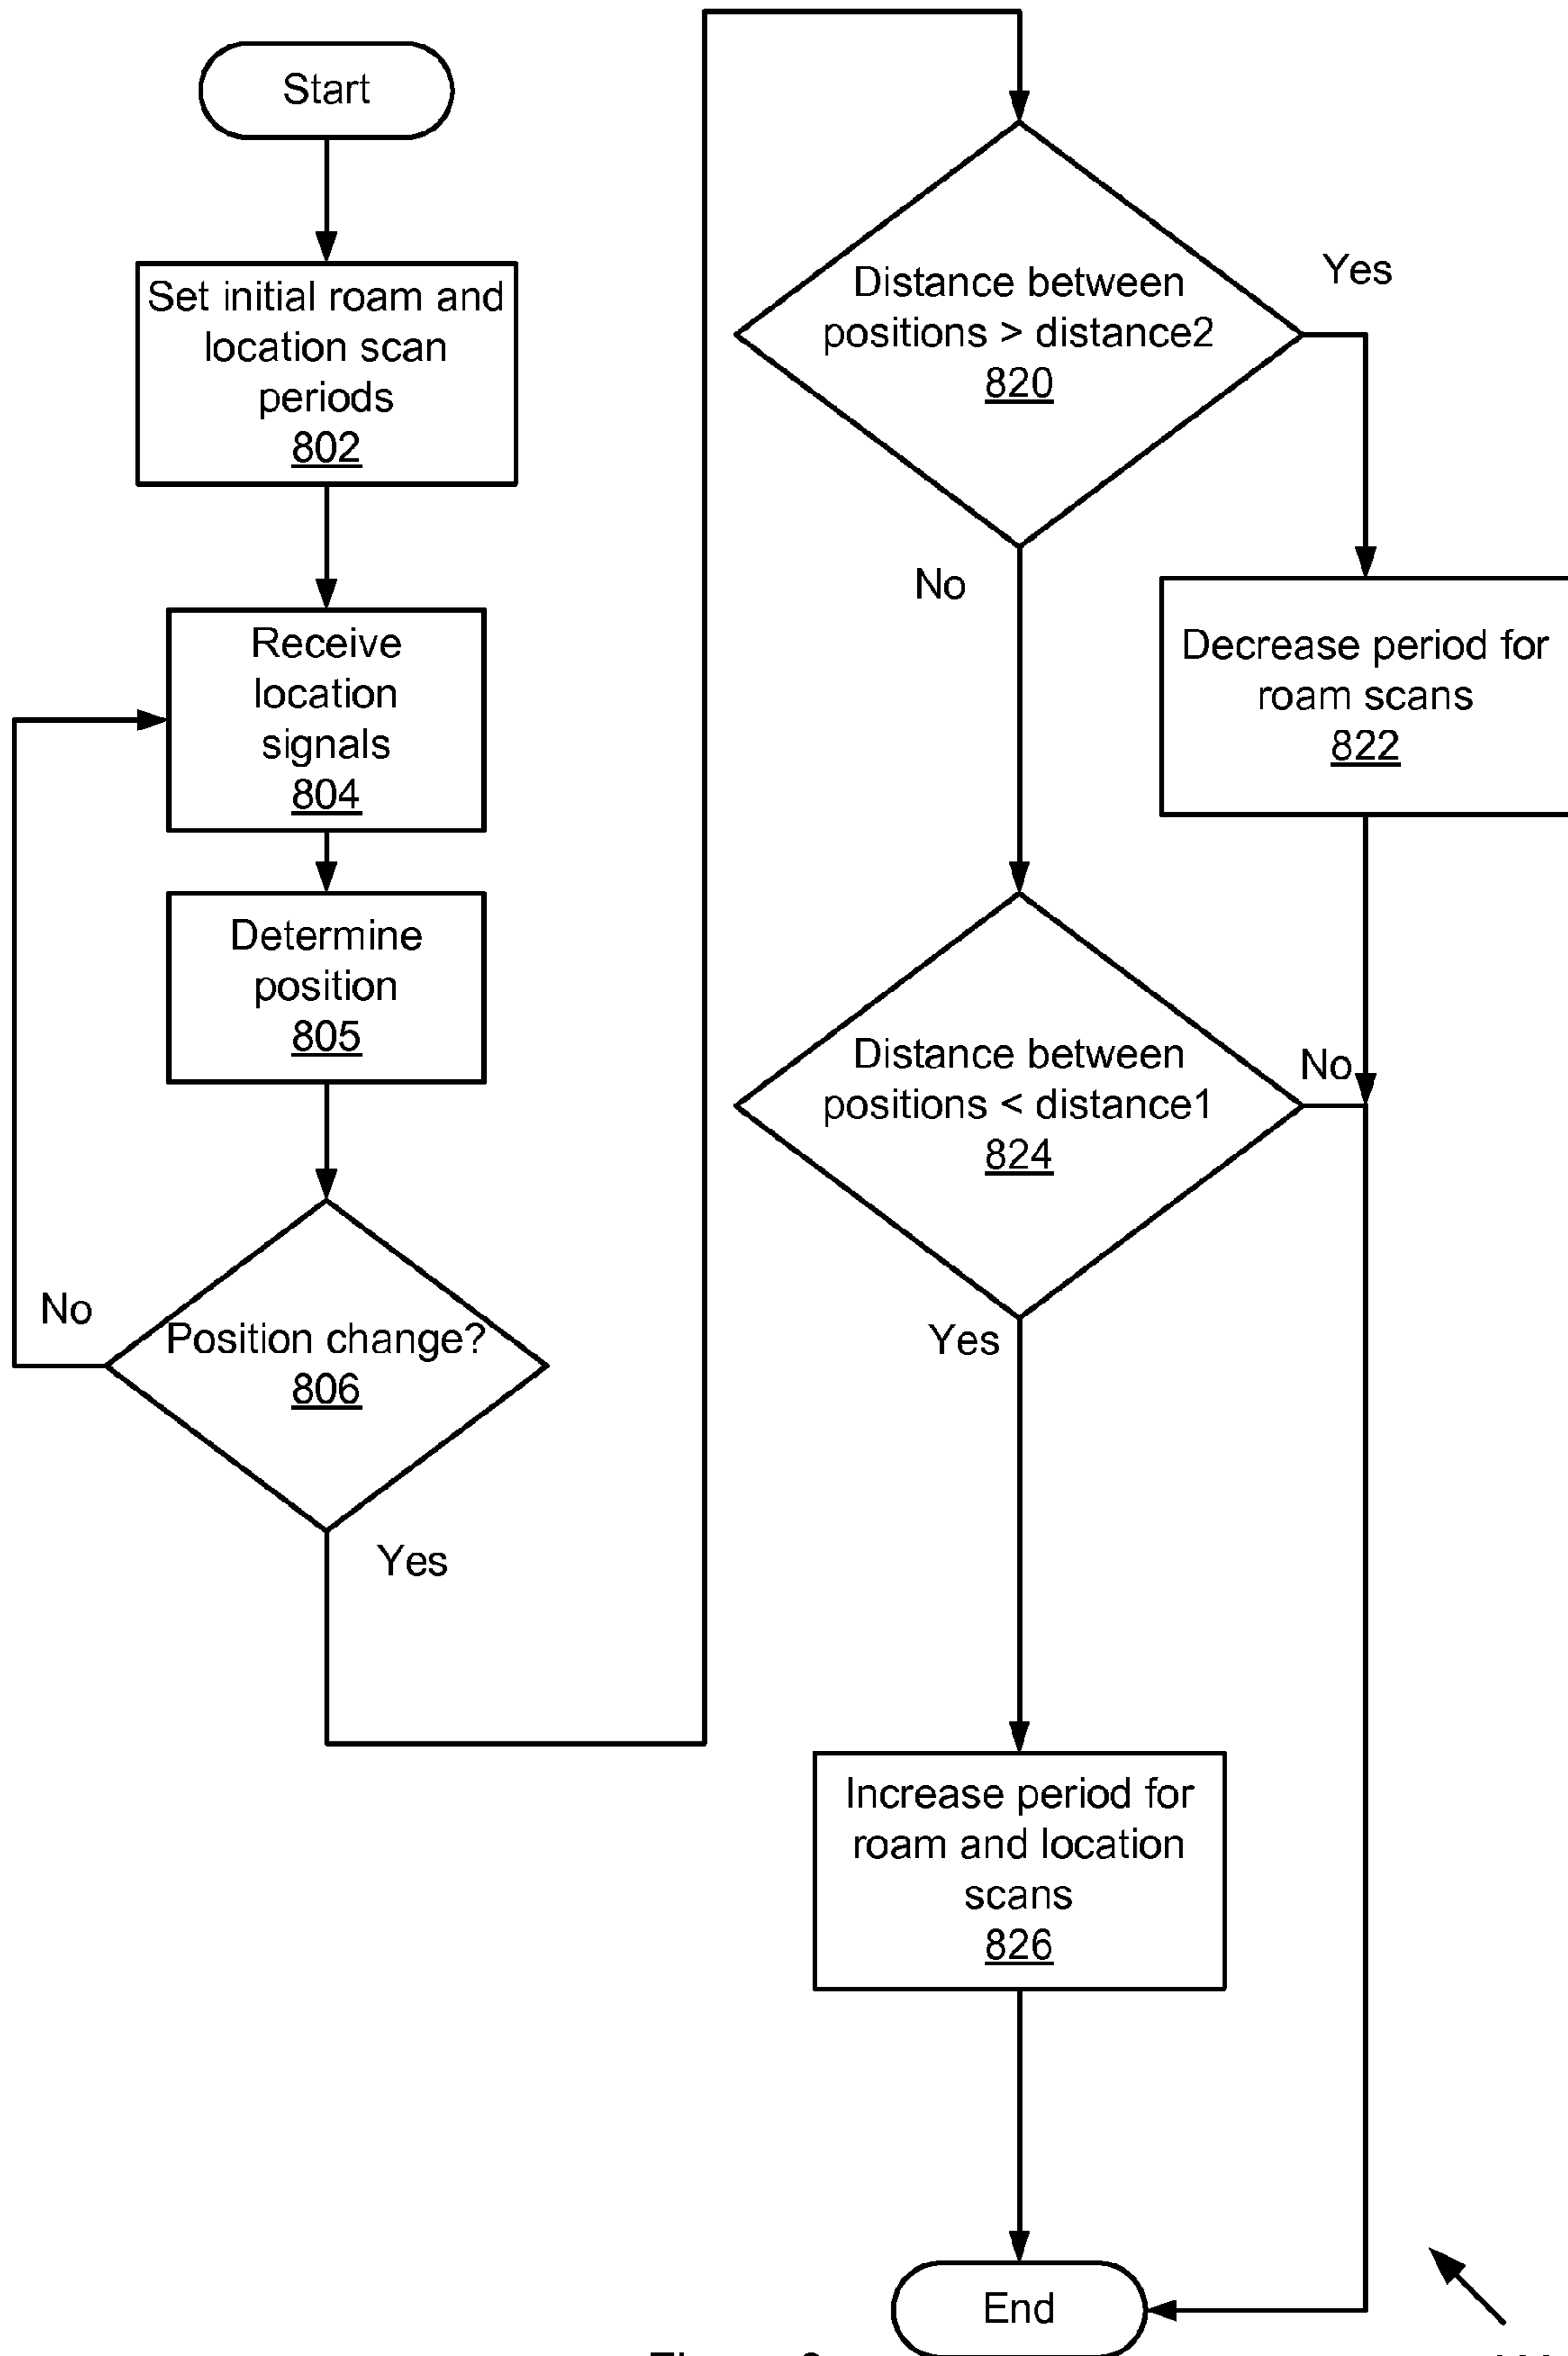 Start
Set initial roam and
location scan
periods
802
Receive
location
signals
804
Determine
position
805
No
Position change?
806
Yes
Distance between
positions > distance2
820
Yes
No
Decrease period for
roam scans
822
Distance between
positions < distance1
824
No
Yes
Increase period for
roam and location
scans
826
End